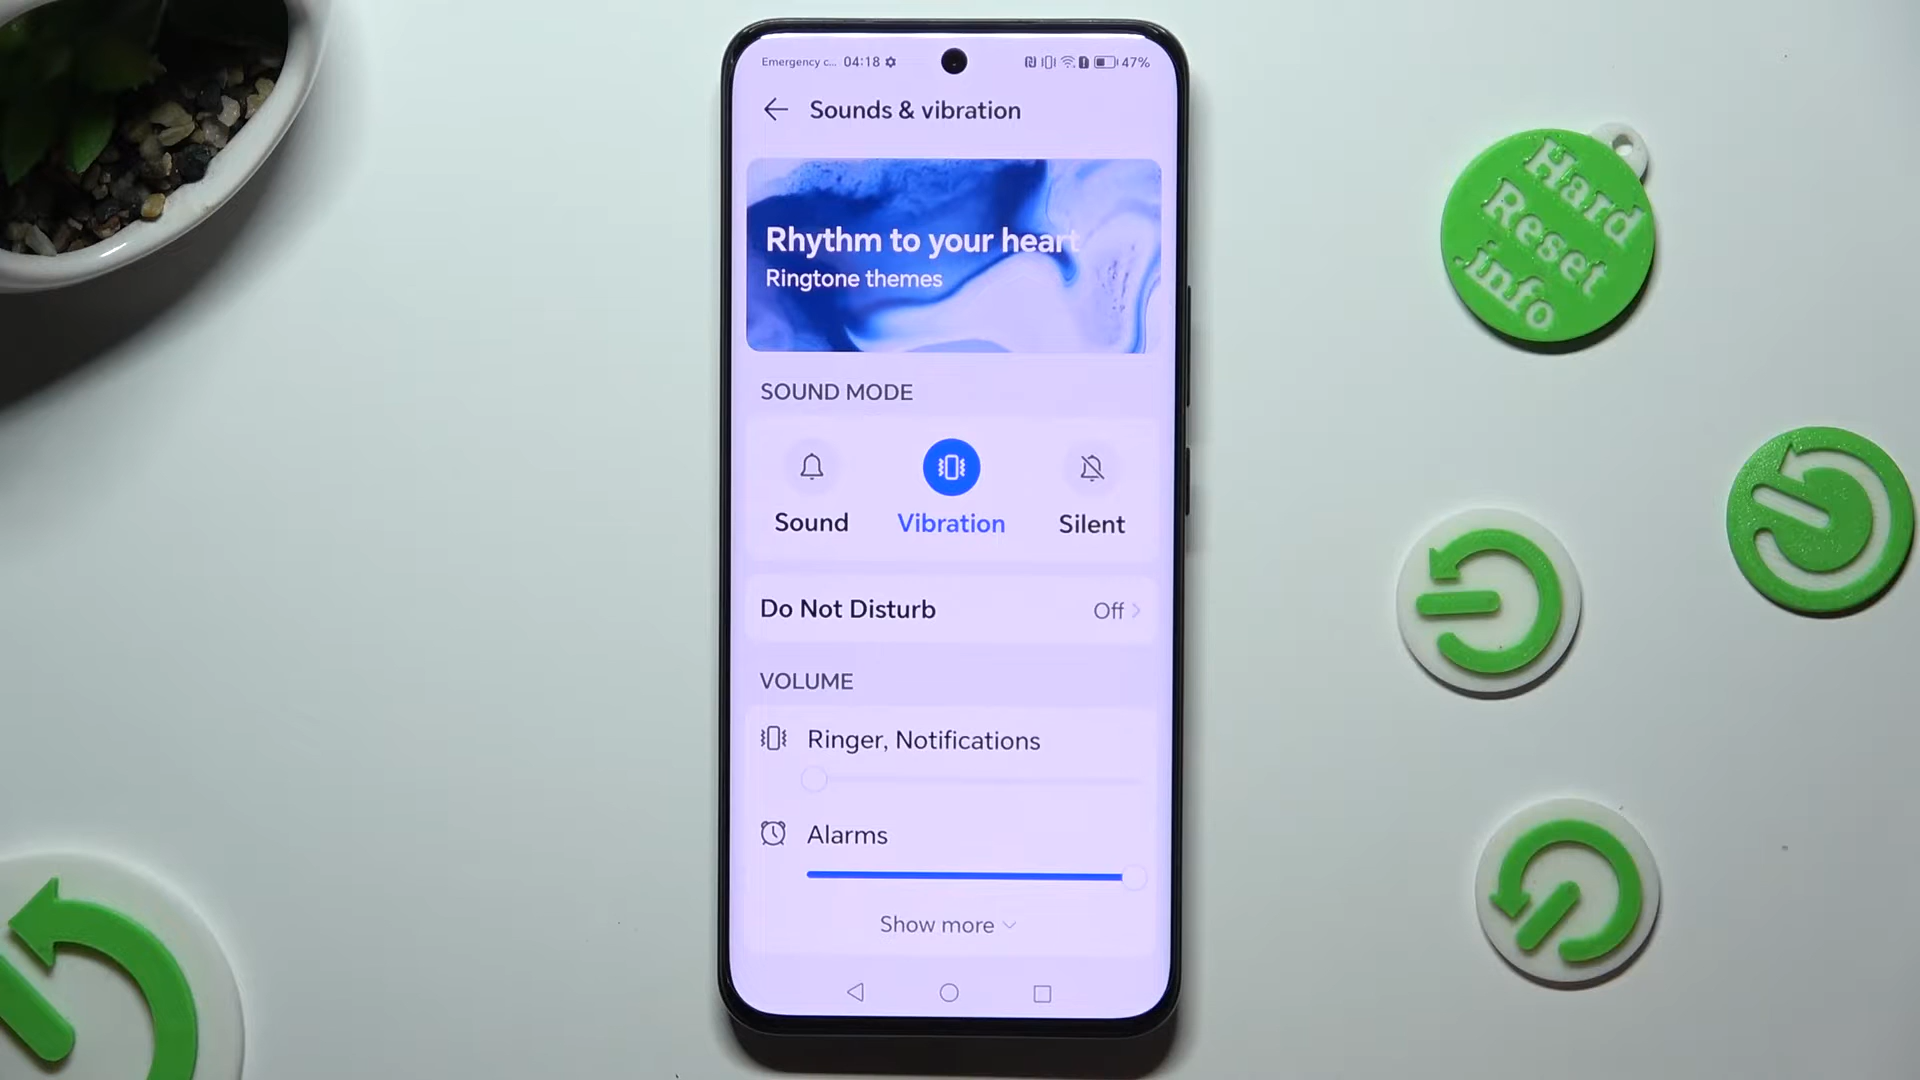 Emergency c... 04:18 47%
Sounds & vibration
Rhythm to your heart
Ringtone themes
SOUND MODE
Sound Vibration Silent
Do Not Disturb Off
VOLUME
Ringer, Notifications
Alarms
Show more
Hard
Reset
.info